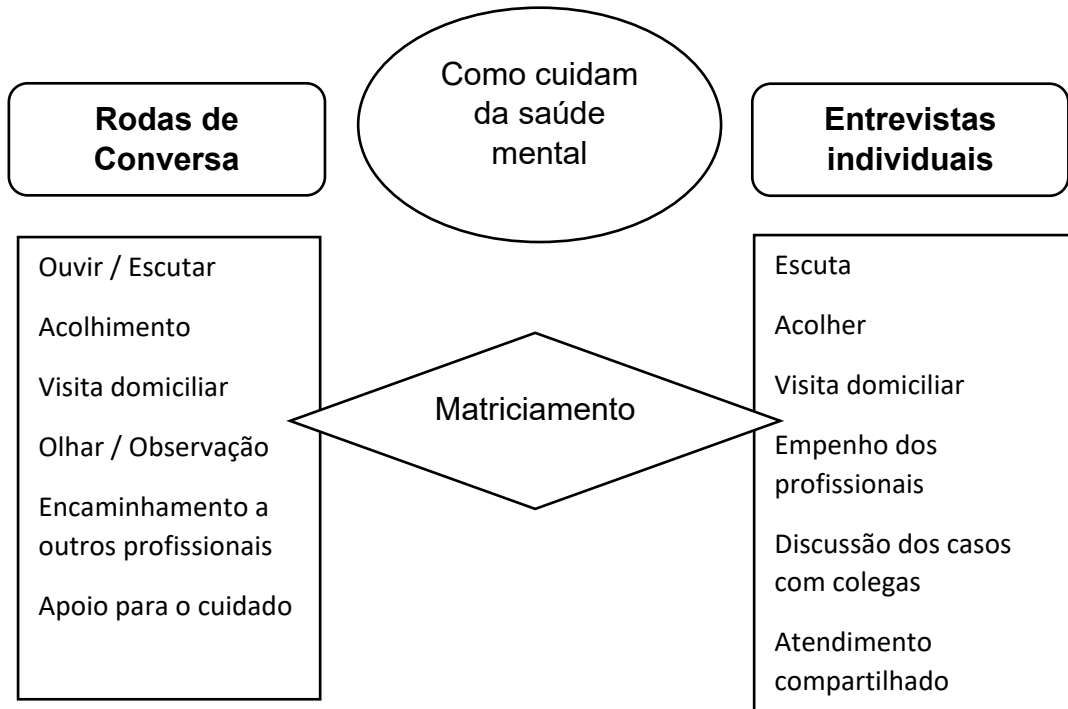 Como cuidam
da saúde
mental
Rodas de
Conversa
Entrevistas
individuais
Ouvir / Escutar
Acolhimento
Visita domiciliar
Olhar / Observação
Encaminhamento a
outros profissionais
Apoio para o cuidado
Matriciamento
Escuta
Acolher
Visita domiciliar
Empenho dos
profissionais
Discussão dos casos
com colegas
Atendimento
compartilhado